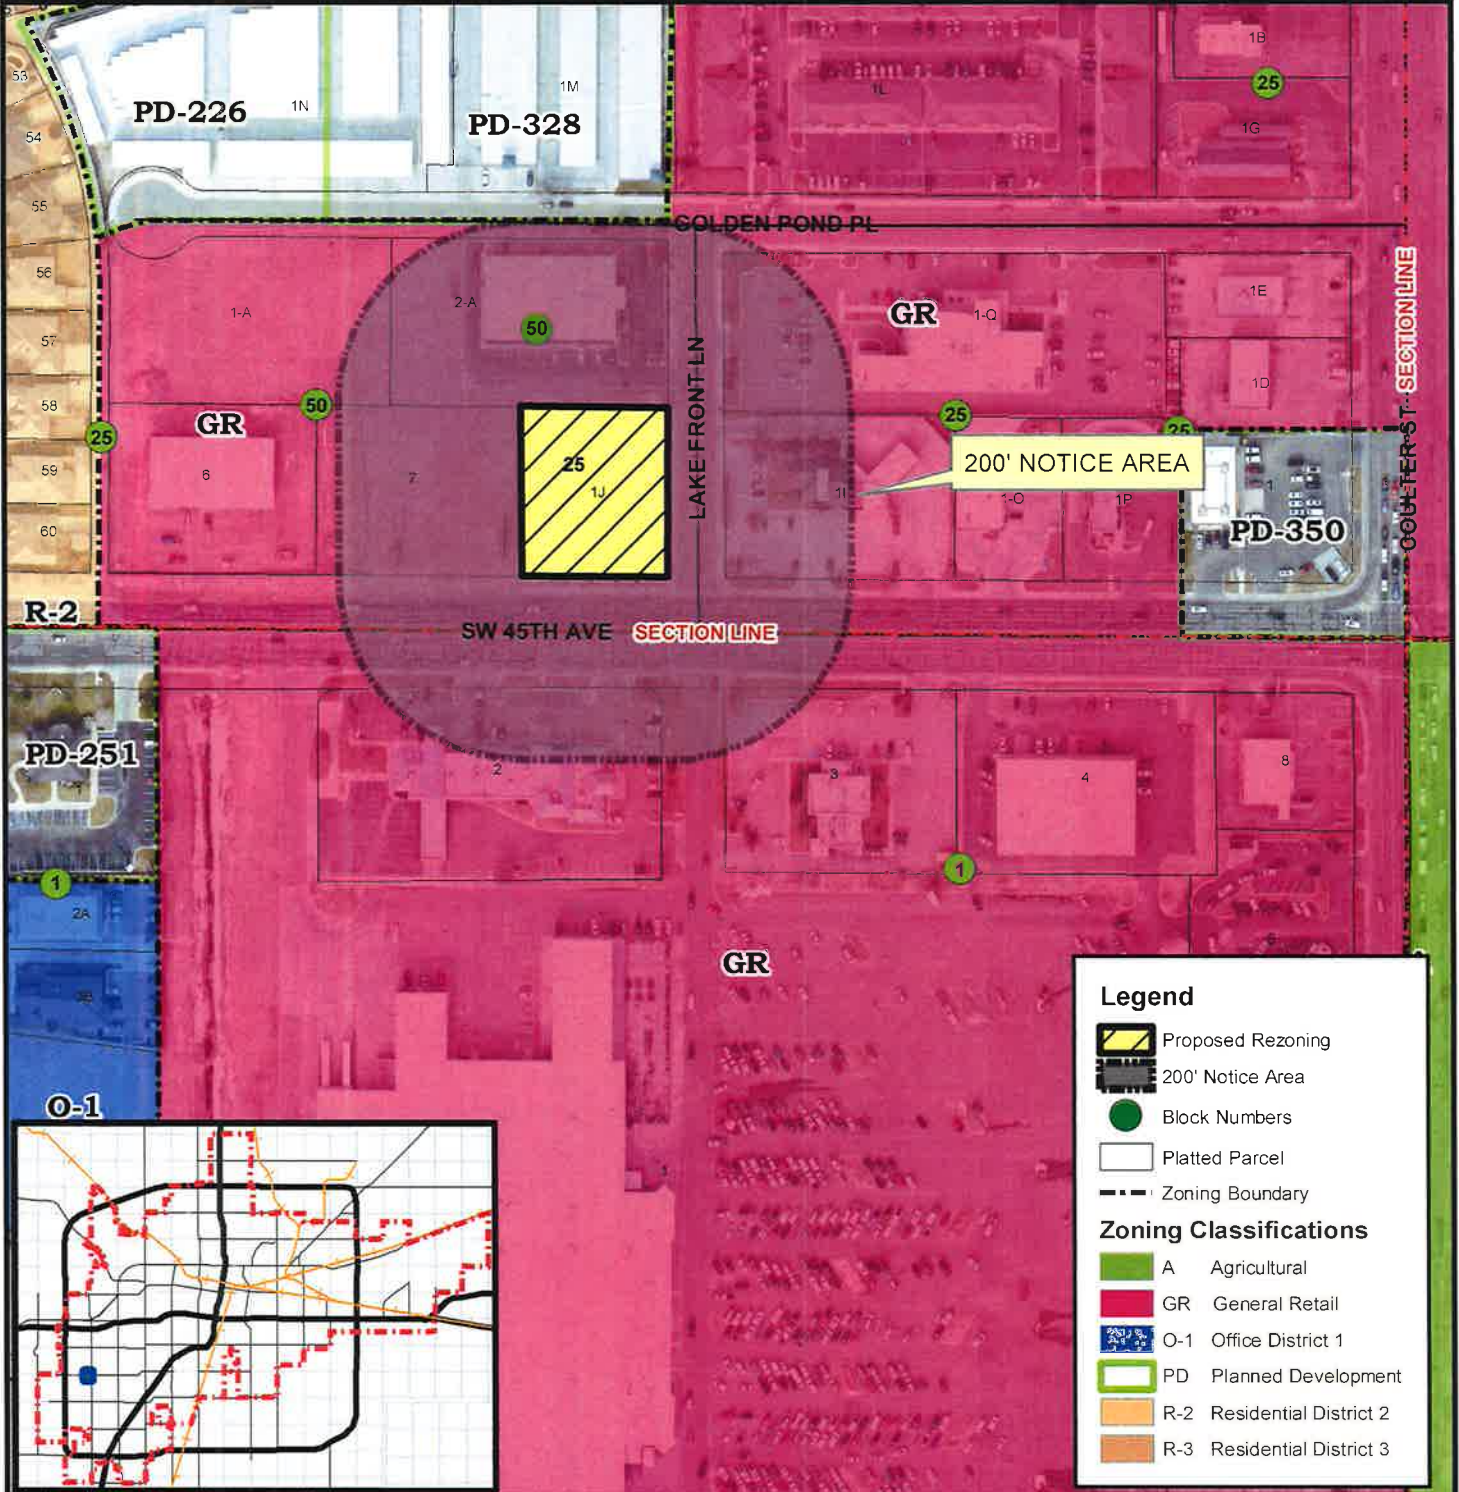 1B
25
1L
1G
53
PD-226
1N
1M
PD-328
54
55
GOLDEN POND PL
56
1-A
2-A
50
GR
1-Q
1E
SECTION LINE
57
LAKE FRONT LN
1D
58
50
GR
25
25
25
200' NOTICE AREA
59
6
7
25
1J
1-O
1P
1
PD-350
COULTER ST
60
R-2
SW 45TH AVE
SECTION LINE
PD-251
1
2
3
4
8
1
1
2A
GR
6
O-1
Legend
Proposed Rezoning
200' Notice Area
Block Numbers
Platted Parcel
Zoning Boundary
Zoning Classifications
A Agricultural
GR General Retail
O-1 Office District 1
PD Planned Development
R-2 Residential District 2
R-3 Residential District 3